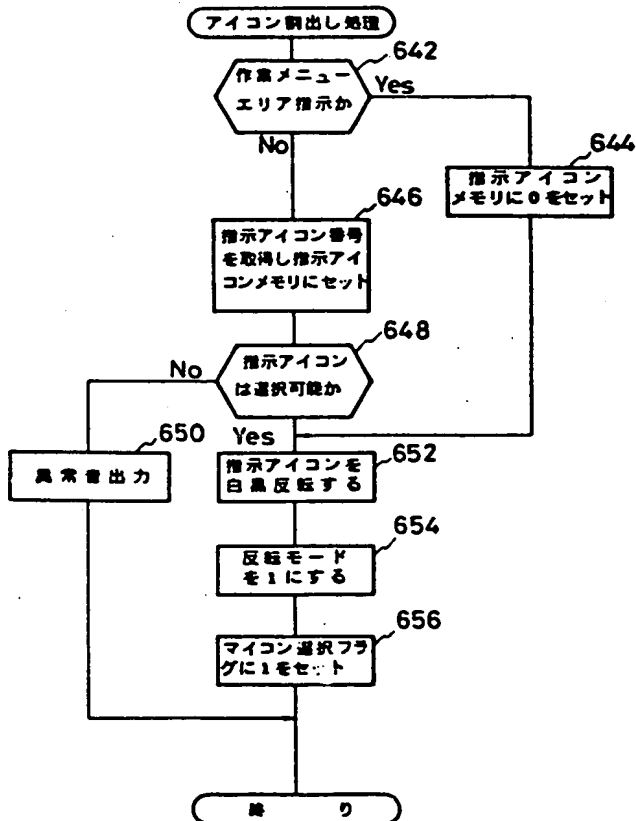 アイコン割出し処理
642
作業メニュー
エリア指示か
Yes
No
644
指示アイコン
メモリに0をセット
646
指示アイコン番号
を取得し指示アイ
コンメモリにセット
648
指示アイコン
は選択可能か
No
Yes
650
異常音出力
652
指示アイコンを
白黒反転する
654
反転モード
を1にする
656
マイコン選択フラ
グに1をセット
終り